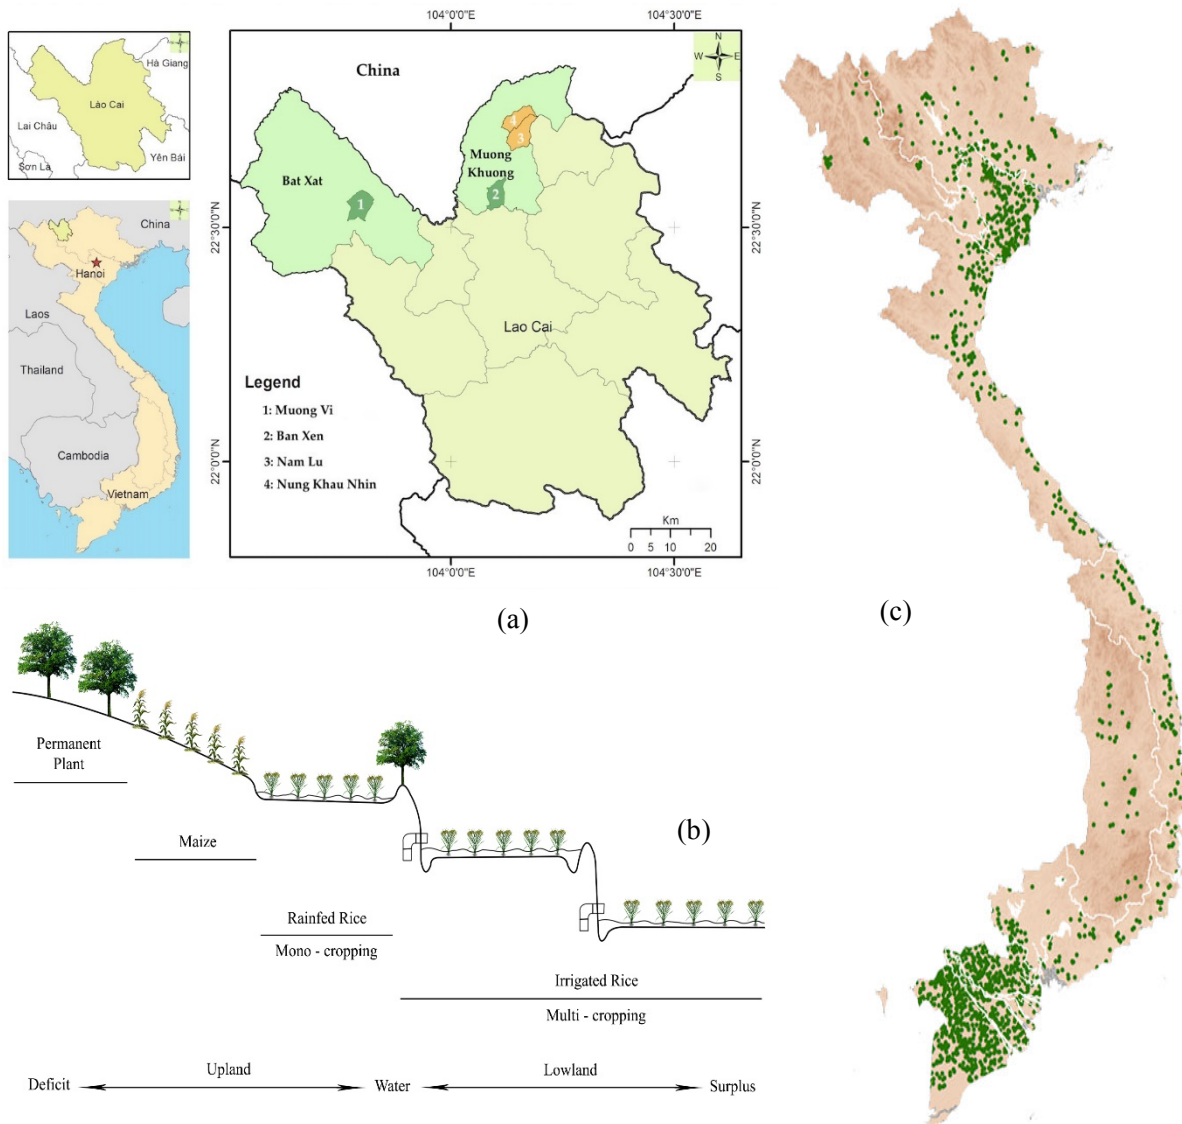 Hà Giang
Lào Cai
Lai Châu
Sơn La
Yên Bái
China
Hanoi
Laos
Thailand
Cambodia
Vietnam
104°0'0"E
104°30'0"E
N
W E
S
China
Bat Xat
Muong
Khuong
1
2
3
4
Lao Cai
22°30'0"N
22°0'0"N
22°30'0"N
22°0'0"N
Legend
1: Muong Vi
2: Ban Xen
3: Nam Lu
4: Nung Khau Nhin
Km
0 5 10 20
104°0'0"E
104°30'0"E
(a)
(c)
Permanent
Plant
Maize
(b)
Rainfed Rice
Mono - cropping
Irrigated Rice
Multi - cropping
Deficit Upland Water Lowland Surplus